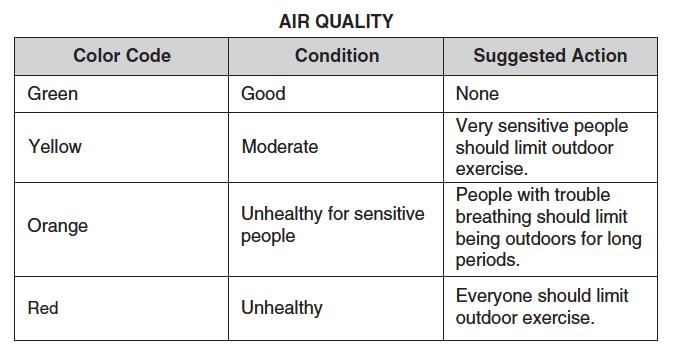 AIR QUALITY
Color Code Condition Suggested Action
Green Good None
Yellow Moderate Very sensitive people
should limit outdoor
exercise.
Orange Unhealthy for sensitive
people People with trouble
breathing should limit
being outdoors for long
periods.
Red Unhealthy Everyone should limit
outdoor exercise.